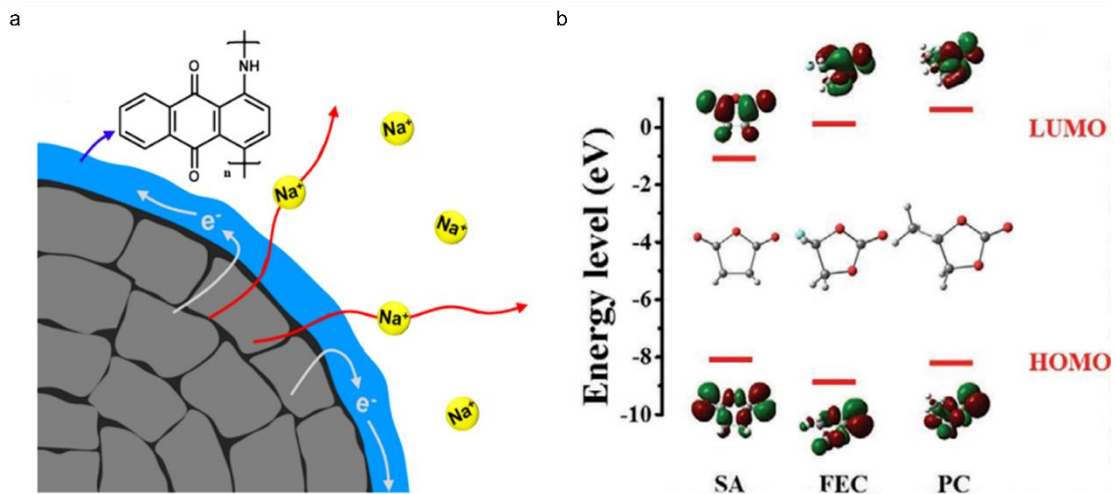 a
NH
O
O
n
Na⁺
Na⁺
Na⁺
Na⁺
Na⁺
e⁻
e⁻
b
Energy level (eV)
0
-2
-4
-6
-8
-10
LUMO
HOMO
SA FEC PC